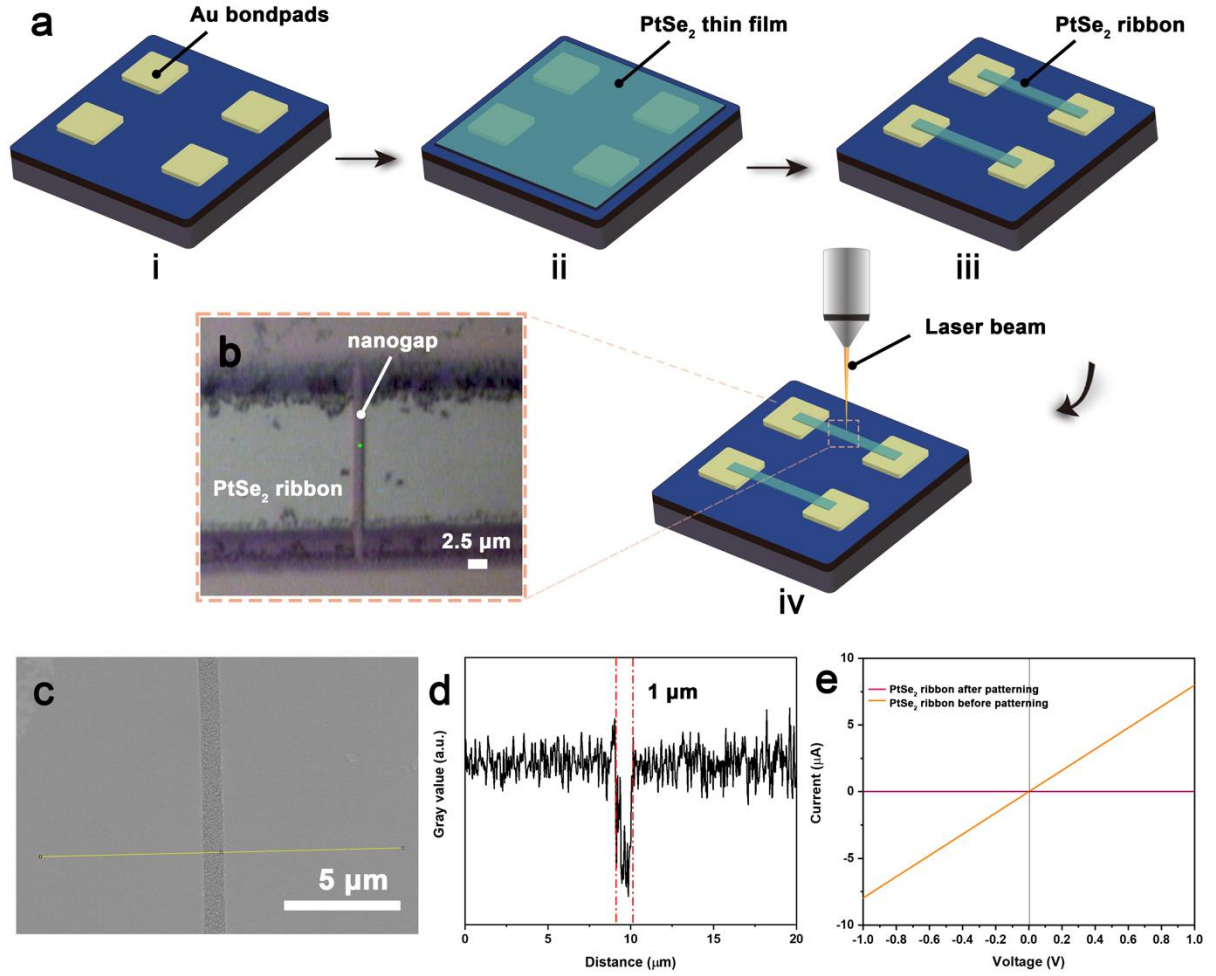 a
Au bondpads
PtSe₂ thin film
PtSe₂ ribbon
i
ii
iii
b
nanogap
PtSe₂ ribbon
2.5 μm
Laser beam
iv
c
5 μm
d
1 μm
Gray value (a.u.)
0 5 10 15 20
Distance (μm)
e
PtSe₂ ribbon after patterning
PtSe₂ ribbon before patterning
Current (μA)
10
5
0
-5
-10
-1.0 -0.8 -0.6 -0.4 -0.2 0.0 0.2 0.4 0.6 0.8 1.0
Voltage (V)